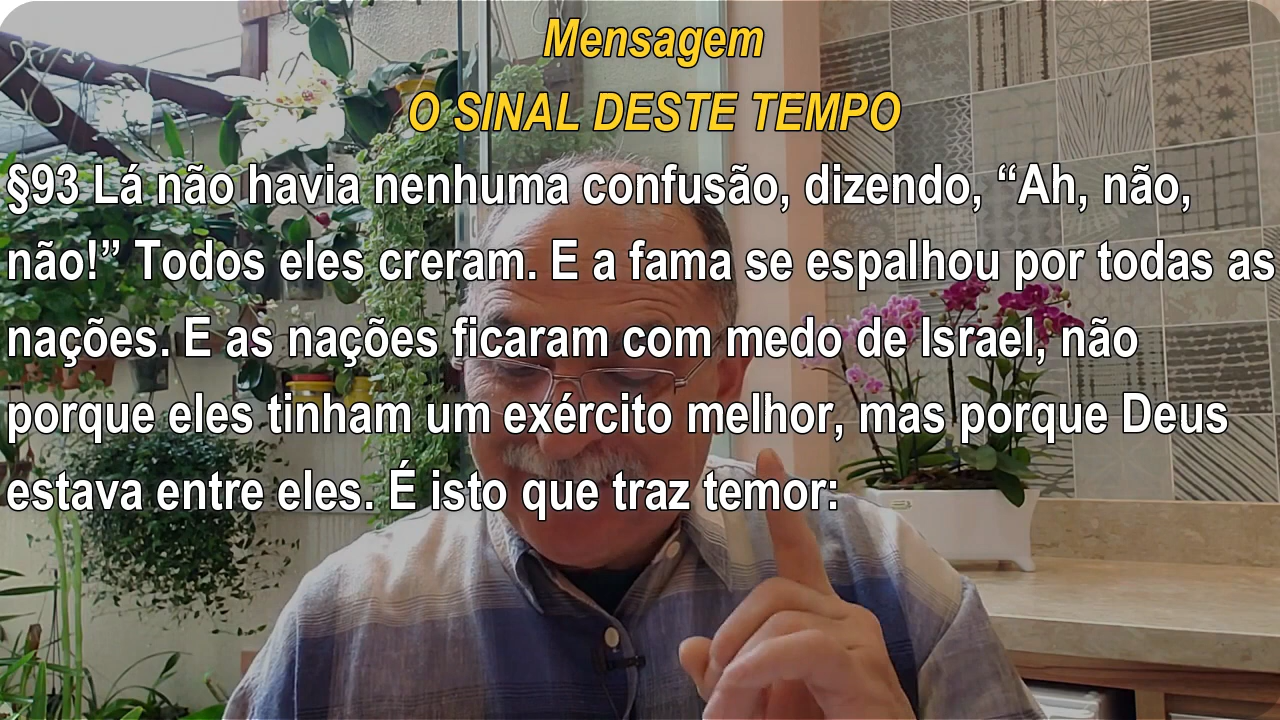 Mensagem
O SINAL DESTE TEMPO
§93 Lá não havia nenhuma confusão, dizendo, “Ah, não,
não!” Todos eles creram. E a fama se espalhou por todas as
nações. E as nações ficaram com medo de Israel, não
porque eles tinham um exército melhor, mas porque Deus
estava entre eles. É isto que traz temor: